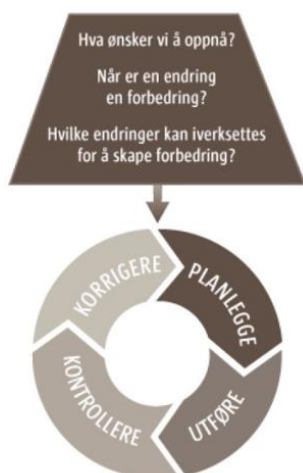 Hva ønsker vi å oppnå?
Når er en endring
en forbedring?
Hvilke endringer kan iverksettes
for å skape forbedring?
PLANLEGGE
UTFØRE
KONTROLLERE
KORRIGERE